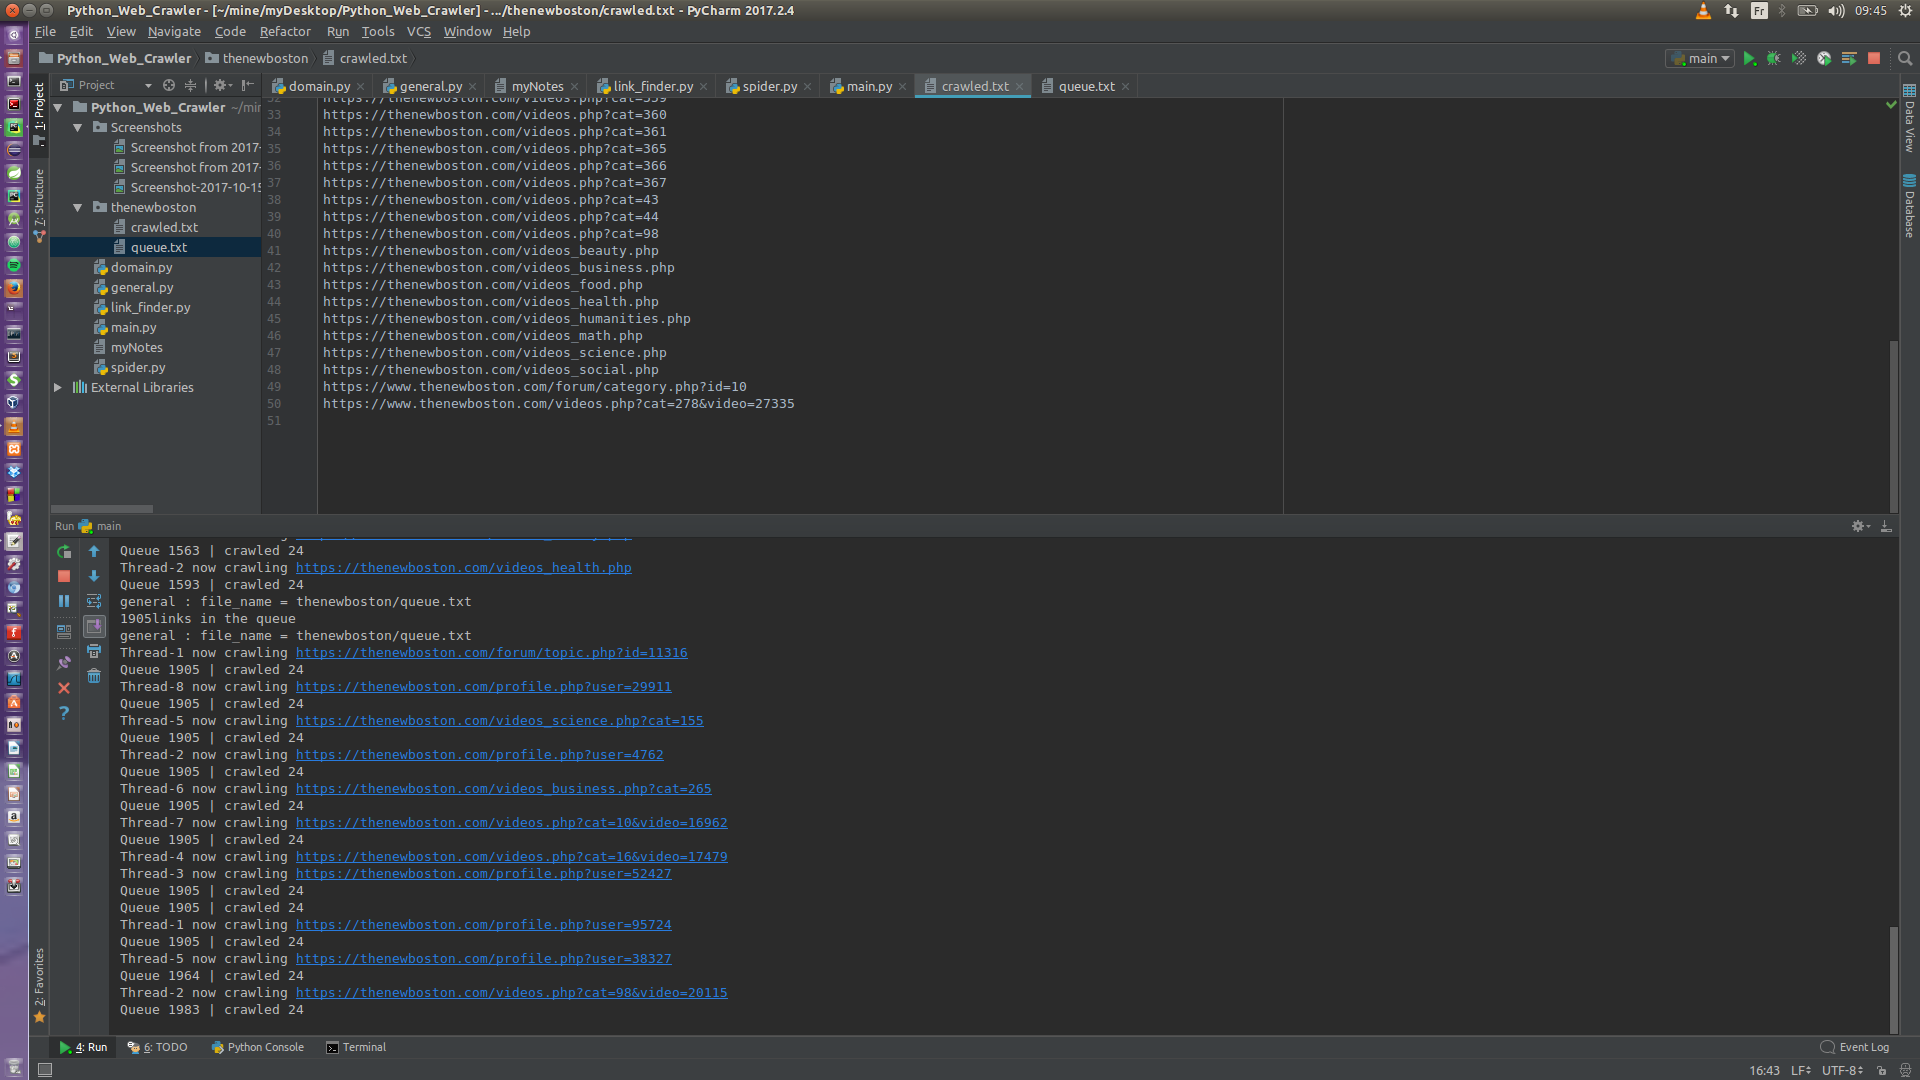 Python_Web_Crawler - [~/mine/myDesktop/Python_Web_Crawler] - .../thenewboston/crawled.txt - PyCharm 2017.2.4
Fr
09:45
File Edit View Navigate Code Refactor Run Tools VCS Window Help
Python_Web_Crawler thenewboston crawled.txt
main
Project
domain.py general.py myNotes link_finder.py spider.py main.py crawled.txt queue.txt
1: Project
7: Structure
2: Favorites
Data View
Database
Python_Web_Crawler ~/mi
Screenshots
Screenshot from 2017-
Screenshot from 2017-
Screenshot-2017-10-15
thenewboston
crawled.txt
queue.txt
domain.py
general.py
link_finder.py
main.py
myNotes
spider.py
External Libraries
32 https://thenewboston.com/videos.php?cat=359
33 https://thenewboston.com/videos.php?cat=360
34 https://thenewboston.com/videos.php?cat=361
35 https://thenewboston.com/videos.php?cat=365
36 https://thenewboston.com/videos.php?cat=366
37 https://thenewboston.com/videos.php?cat=367
38 https://thenewboston.com/videos.php?cat=43
39 https://thenewboston.com/videos.php?cat=44
40 https://thenewboston.com/videos.php?cat=98
41 https://thenewboston.com/videos_beauty.php
42 https://thenewboston.com/videos_business.php
43 https://thenewboston.com/videos_food.php
44 https://thenewboston.com/videos_health.php
45 https://thenewboston.com/videos_humanities.php
46 https://thenewboston.com/videos_math.php
47 https://thenewboston.com/videos_science.php
48 https://thenewboston.com/videos_social.php
49 https://www.thenewboston.com/forum/category.php?id=10
50 https://www.thenewboston.com/videos.php?cat=278&video=27335
51
Run main
Queue 1563 | crawled 24
Thread-2 now crawling https://thenewboston.com/videos_health.php
Queue 1593 | crawled 24
general : file_name = thenewboston/queue.txt
1905links in the queue
general : file_name = thenewboston/queue.txt
Thread-1 now crawling https://thenewboston.com/forum/topic.php?id=11316
Queue 1905 | crawled 24
Thread-8 now crawling https://thenewboston.com/profile.php?user=29911
Queue 1905 | crawled 24
Thread-5 now crawling https://thenewboston.com/videos_science.php?cat=155
Queue 1905 | crawled 24
Thread-2 now crawling https://thenewboston.com/profile.php?user=4762
Queue 1905 | crawled 24
Thread-6 now crawling https://thenewboston.com/videos_business.php?cat=265
Queue 1905 | crawled 24
Thread-7 now crawling https://thenewboston.com/videos.php?cat=10&video=16962
Queue 1905 | crawled 24
Thread-4 now crawling https://thenewboston.com/videos.php?cat=16&video=17479
Thread-3 now crawling https://thenewboston.com/profile.php?user=52427
Queue 1905 | crawled 24
Queue 1905 | crawled 24
Thread-1 now crawling https://thenewboston.com/profile.php?user=95724
Queue 1905 | crawled 24
Thread-5 now crawling https://thenewboston.com/profile.php?user=38327
Queue 1964 | crawled 24
Thread-2 now crawling https://thenewboston.com/videos.php?cat=98&video=20115
Queue 1983 | crawled 24
4: Run 6: TODO Python Console Terminal
Event Log
16:43 LF UTF-8